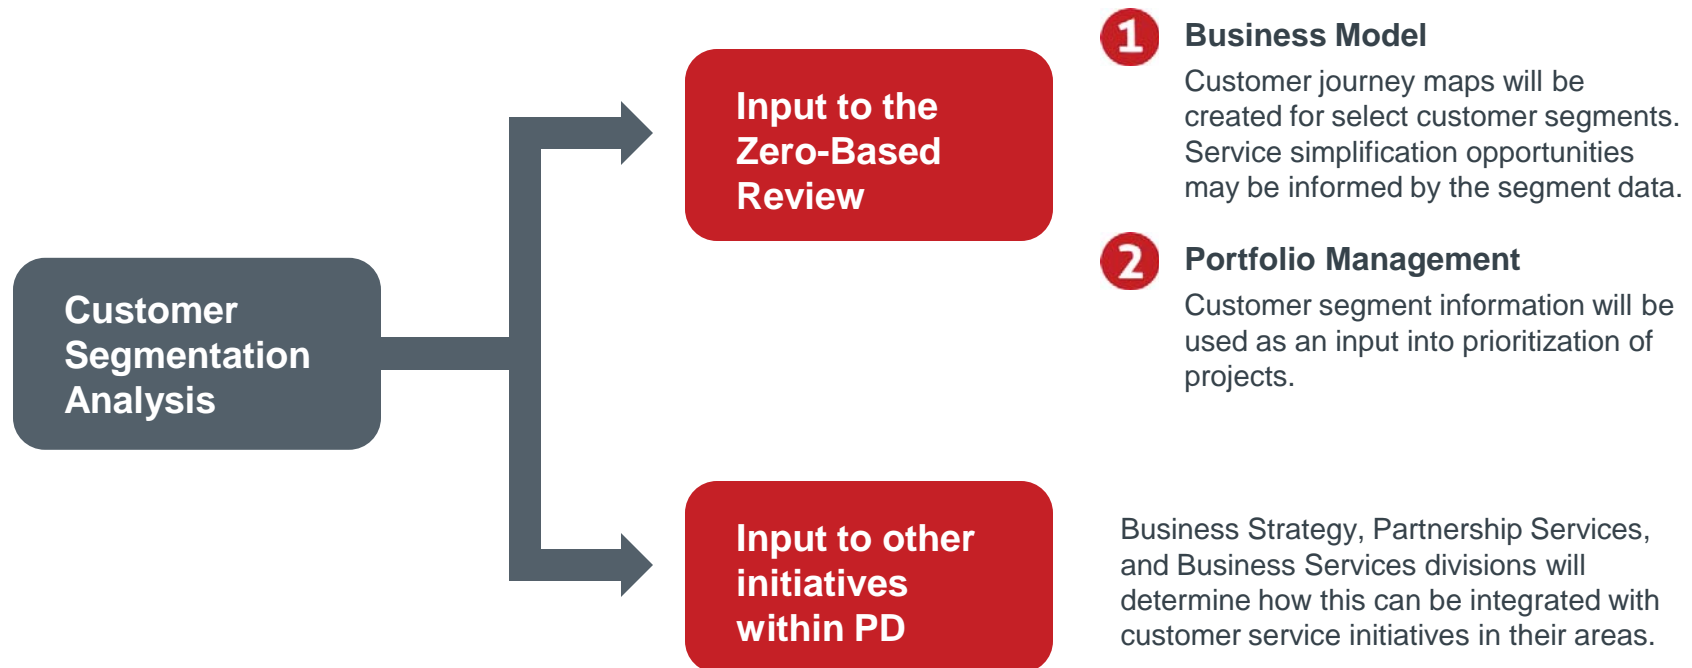 Customer
Segmentation
Analysis
Input to the
Zero-Based
Review
1
Business Model
Customer journey maps will be
created for select customer segments.
Service simplification opportunities
may be informed by the segment data.
2
Portfolio Management
Customer segment information will be
used as an input into prioritization of
projects.
Input to other
initiatives
within PD
Business Strategy, Partnership Services,
and Business Services divisions will
determine how this can be integrated with
customer service initiatives in their areas.